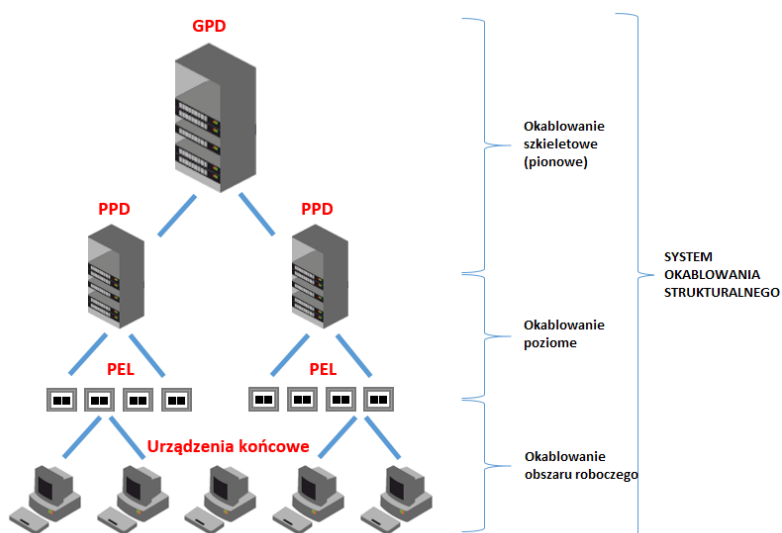 GPD
PPD
PPD
PEL
PEL
Urządzenia końcowe
Okablowanie
szkieletowe
(pionowe)
Okablowanie
poziome
Okablowanie
obszaru roboczego
SYSTEM
OKABLOWANIA
STRUKTURALNEGO